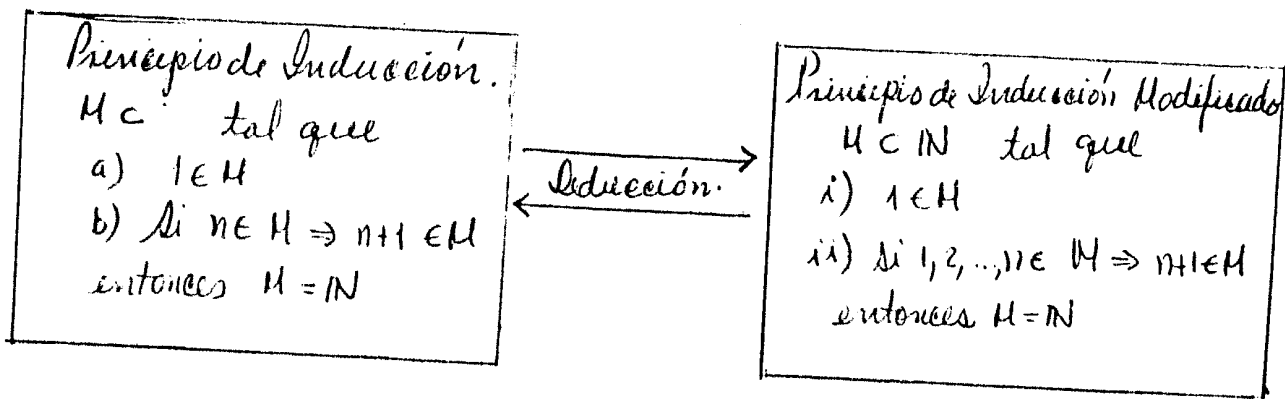 Principio de Inducción.
M ⊂ tal que
a) 1 ∈ M
b) Si n ∈ M ⇒ n+1 ∈ M
entonces M = ℕ
Deducción.
Principio de Inducción Modificado
M ⊂ ℕ tal que
i) 1 ∈ M
ii) Si 1, 2, .., n ∈ M ⇒ n+1 ∈ M
entonces M = ℕ